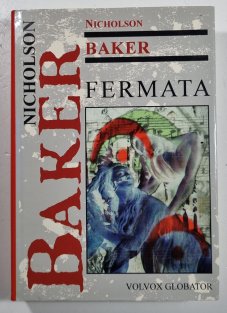 NICHOLSON
BAKER
NICHOLSON
BAKER
FERMATA
VOLVOX GLOBATOR